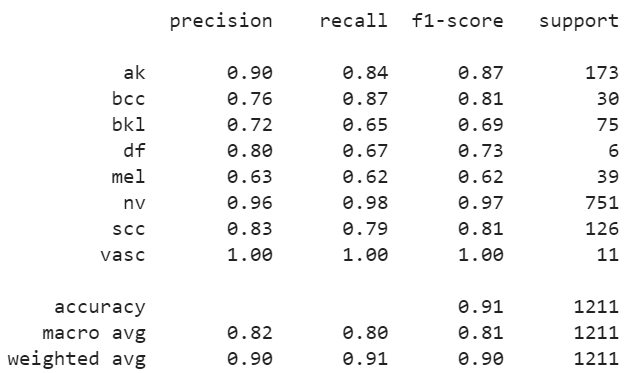 precision recall f1-score support
ak 0.90 0.84 0.87 173
bcc 0.76 0.87 0.81 30
bkl 0.72 0.65 0.69 75
df 0.80 0.67 0.73 6
mel 0.63 0.62 0.62 39
nv 0.96 0.98 0.97 751
scc 0.83 0.79 0.81 126
vasc 1.00 1.00 1.00 11
accuracy 0.91 1211
macro avg 0.82 0.80 0.81 1211
weighted avg 0.90 0.91 0.90 1211